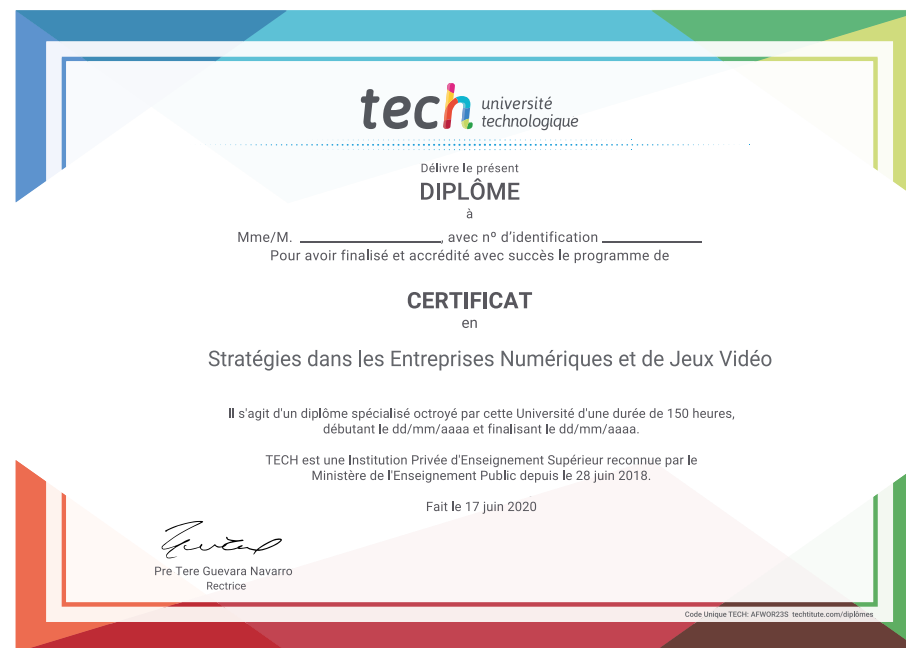 tech université
technologique
Délivre le présent
DIPLÔME
à
Mme/M. ____________________, avec nº d'identification ______________
Pour avoir finalisé et accrédité avec succès le programme de
CERTIFICAT
en
Stratégies dans les Entreprises Numériques et de Jeux Vidéo
Il s'agit d'un diplôme spécialisé octroyé par cette Université d'une durée de 150 heures,
débutant le dd/mm/aaaa et finalisant le dd/mm/aaaa.
TECH est une Institution Privée d'Enseignement Supérieur reconnue par le
Ministère de l'Enseignement Public depuis le 28 juin 2018.
Fait le 17 juin 2020
Pre Tere Guevara Navarro
Rectrice
Code Unique TECH: AFWOR23S techtitute.com/diplômes